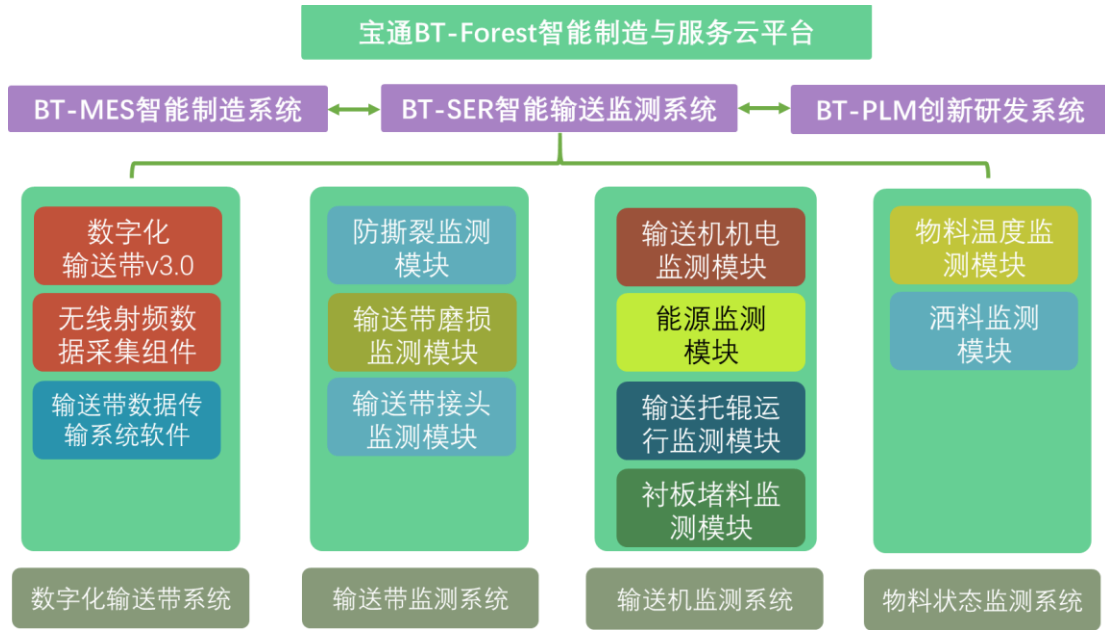 宝通BT-Forest智能制造与服务云平台
BT-MES智能制造系统
BT-SER智能输送监测系统
BT-PLM创新研发系统
数字化
输送带v3.0
无线射频数
据采集组件
输送带数据传
输系统软件
数字化输送带系统
防撕裂监测
模块
输送带磨损
监测模块
输送带接头
监测模块
输送带监测系统
输送机机电
监测模块
能源监测
模块
输送托辊运
行监测模块
衬板堵料监
测模块
输送机监测系统
物料温度监
测模块
洒料监测
模块
物料状态监测系统